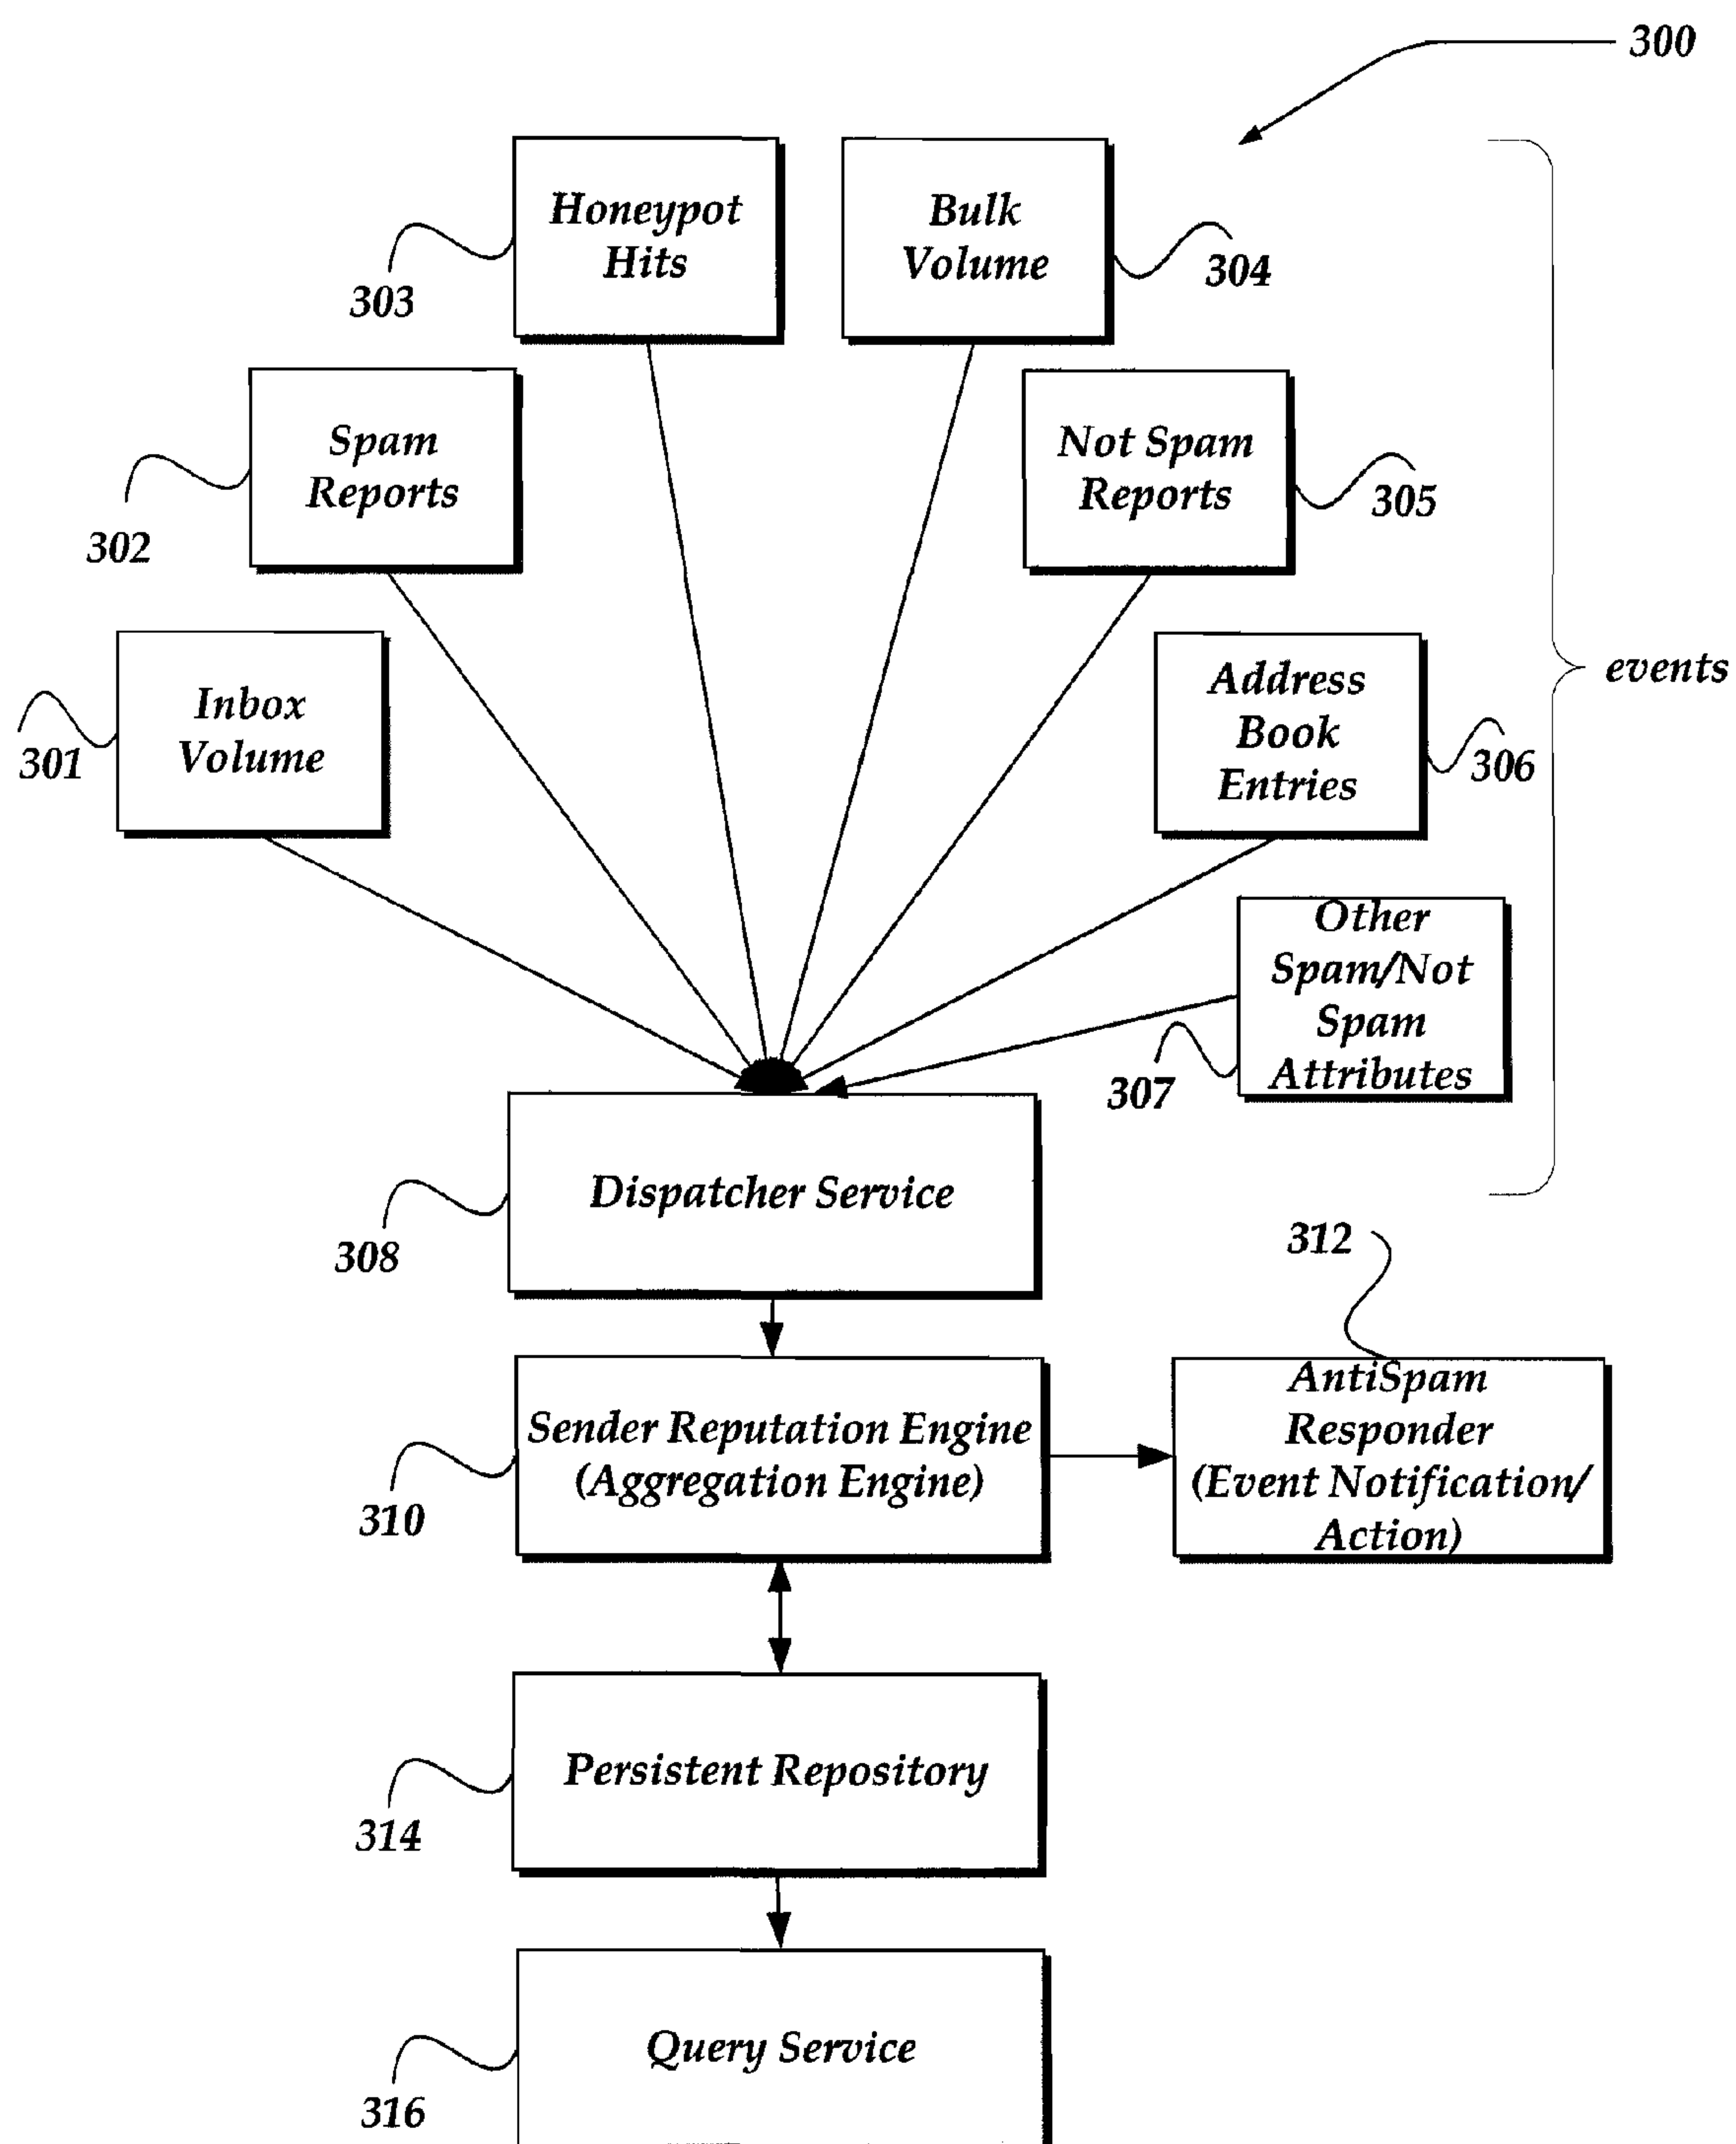 300
Honeypot
Hits
303
Bulk
Volume
304
Spam
Reports
302
Not Spam
Reports
305
Inbox
Volume
301
Address
Book
Entries
306
events
Other
Spam/Not
Spam
Attributes
307
Dispatcher Service
308
312
Sender Reputation Engine
(Aggregation Engine)
310
AntiSpam
Responder
(Event Notification/
Action)
Persistent Repository
314
Query Service
316